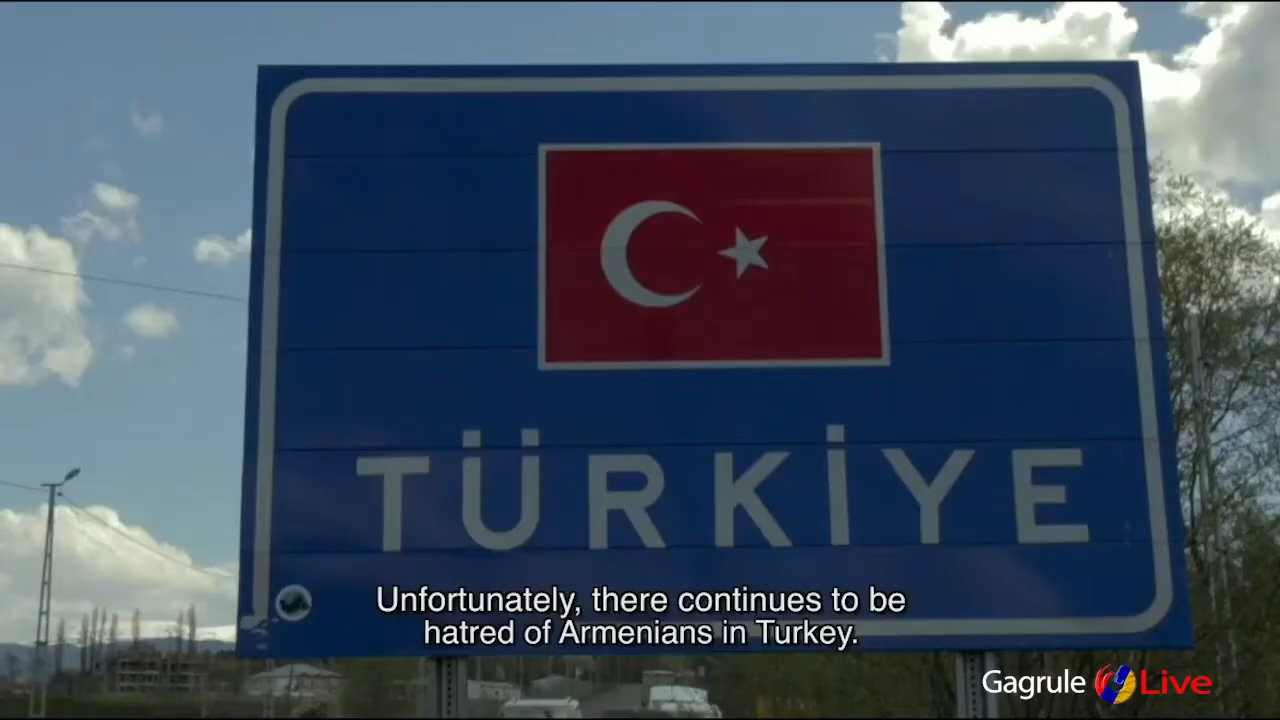 TÜRKİYE
Unfortunately, there continues to be
hatred of Armenians in Turkey.
Gagrule Live